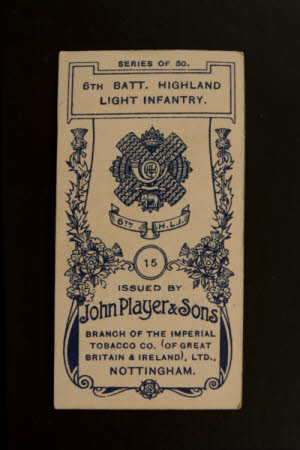 SERIES OF 50.
6TH BATT. HIGHLAND
LIGHT INFANTRY.
6TH H.L.I.
15
ISSUED BY
John Player & Sons
BRANCH OF THE IMPERIAL
TOBACCO CO. (OF GREAT
BRITAIN & IRELAND), LTD.,
NOTTINGHAM.